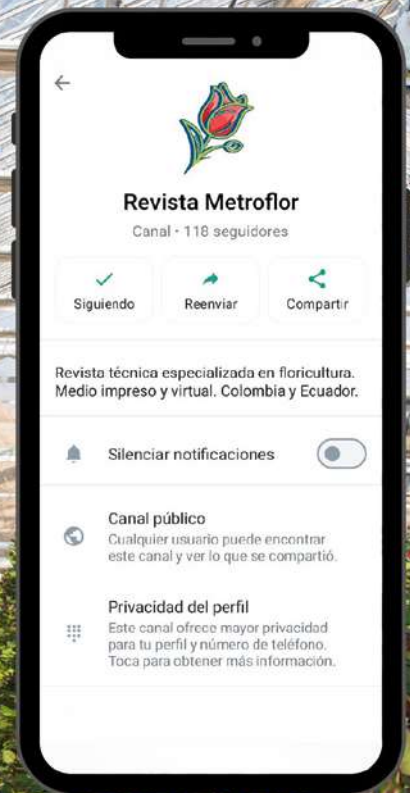 Revista Metroflor
Canal • 118 seguidores
Siguiendo
Reenviar
Compartir
Revista técnica especializada en floricultura.
Medio impreso y virtual. Colombia y Ecuador.
Silenciar notificaciones
Canal público
Cualquier usuario puede encontrar
este canal y ver lo que se compartió.
Privacidad del perfil
Este canal ofrece mayor privacidad
para tu perfil y número de teléfono.
Toca para obtener más información.